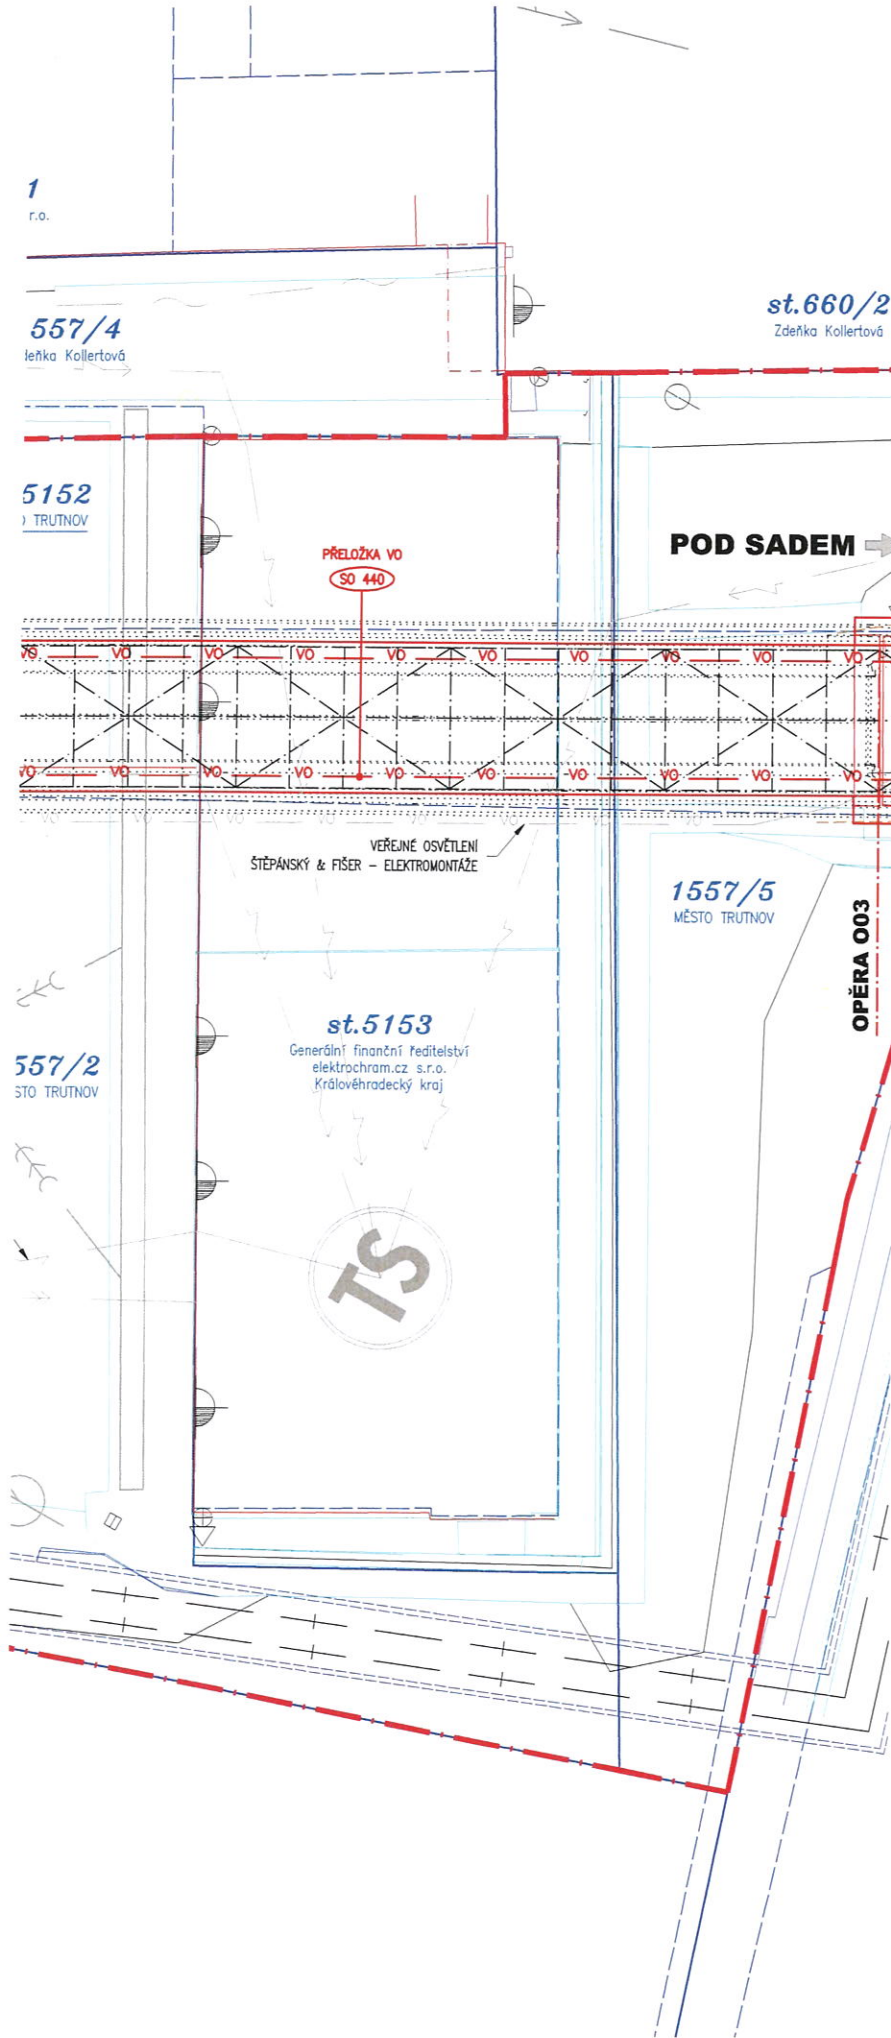 1
r.o.
557/4
Zdeňka Kollertová
st.660/2
Zdeňka Kollertová
5152
TRUTNOV
PŘELOŽKA VO
SO 440
POD SADEM
VO VO VO VO VO VO VO VO VO VO
VO VO VO VO VO VO VO VO VO VO
VEŘEJNÉ OSVĚTLENÍ
ŠTĚPÁNSKÝ & FIŠER – ELEKTROMONTÁŽE
1557/5
MĚSTO TRUTNOV
OPĚRA O03
st.5153
Generální finanční ředitelství
elektrochram.cz s.r.o.
Královéhradecký kraj
557/2
STO TRUTNOV
TS